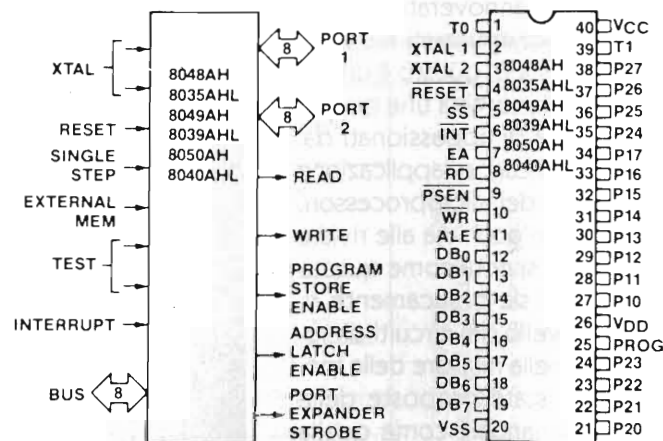 XTAL
RESET
SINGLE
STEP
EXTERNAL
MEM
TEST
INTERRUPT
BUS
8
8048AH
8035AHL
8049AH
8039AHL
8050AH
8040AHL
8
PORT
1
8
PORT
2
READ
WRITE
PROGRAM
STORE
ENABLE
ADDRESS
LATCH
ENABLE
PORT
EXPANDER
STROBE
T0 1
XTAL 1 2
XTAL 2 3
RESET 4
SS 5
INT 6
EA 7
RD 8
PSEN 9
WR 10
ALE 11
DB0 12
DB1 13
DB2 14
DB3 15
DB4 16
DB5 17
DB6 18
DB7 19
VSS 20
8048AH
8035AHL
8049AH
8039AHL
8050AH
8040AHL
40 VCC
39 T1
38 P27
37 P26
36 P25
35 P24
34 P17
33 P16
32 P15
31 P14
30 P13
29 P12
28 P11
27 P10
26 VDD
25 PROG
24 P23
23 P22
22 P21
21 P20